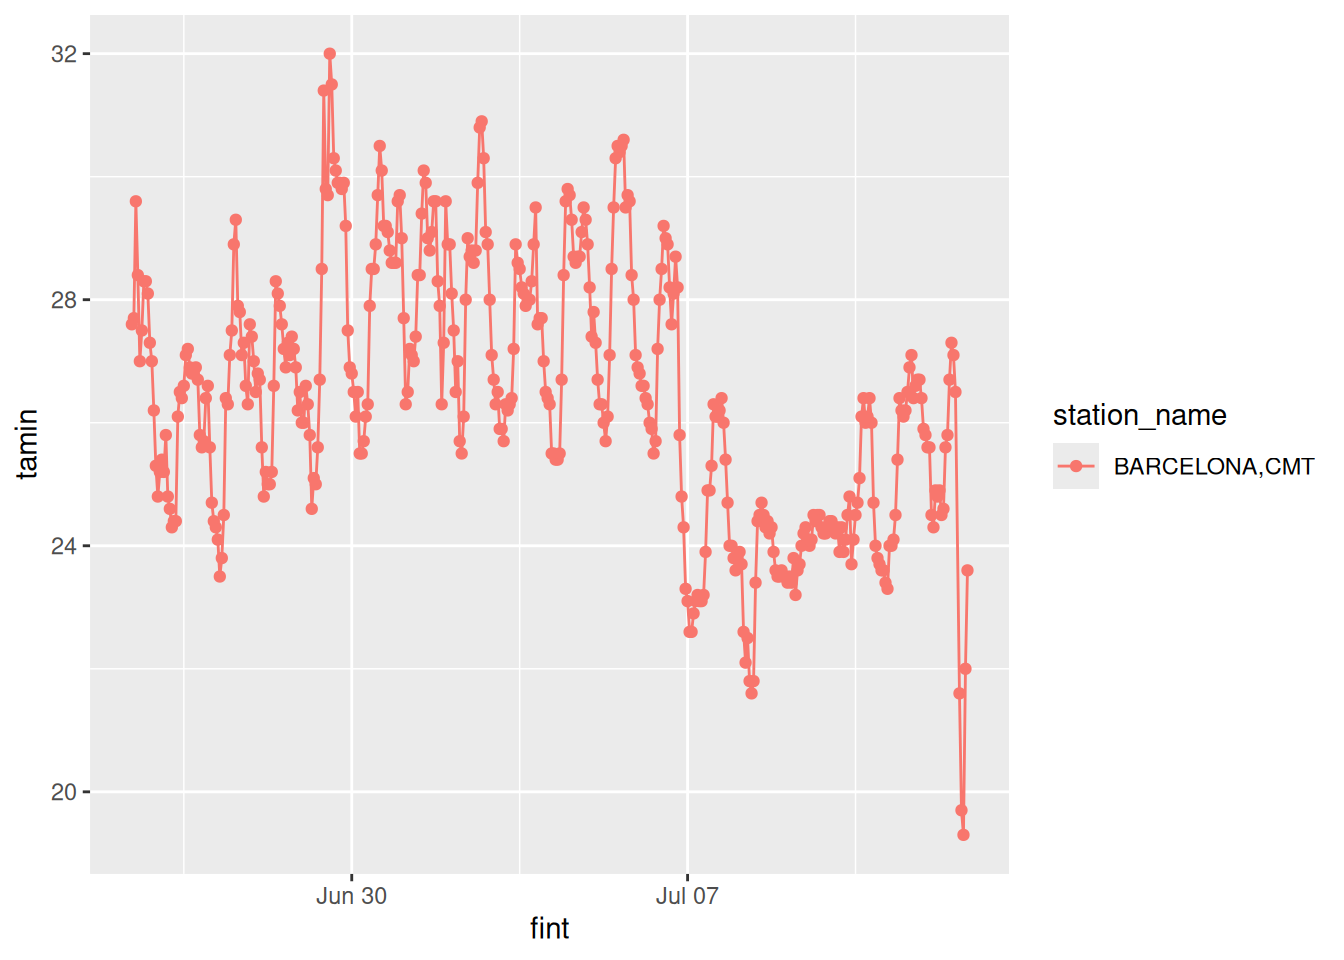 32
28
24
20
tamin
Jun 30
Jul 07
fint
station_name
BARCELONA,CMT